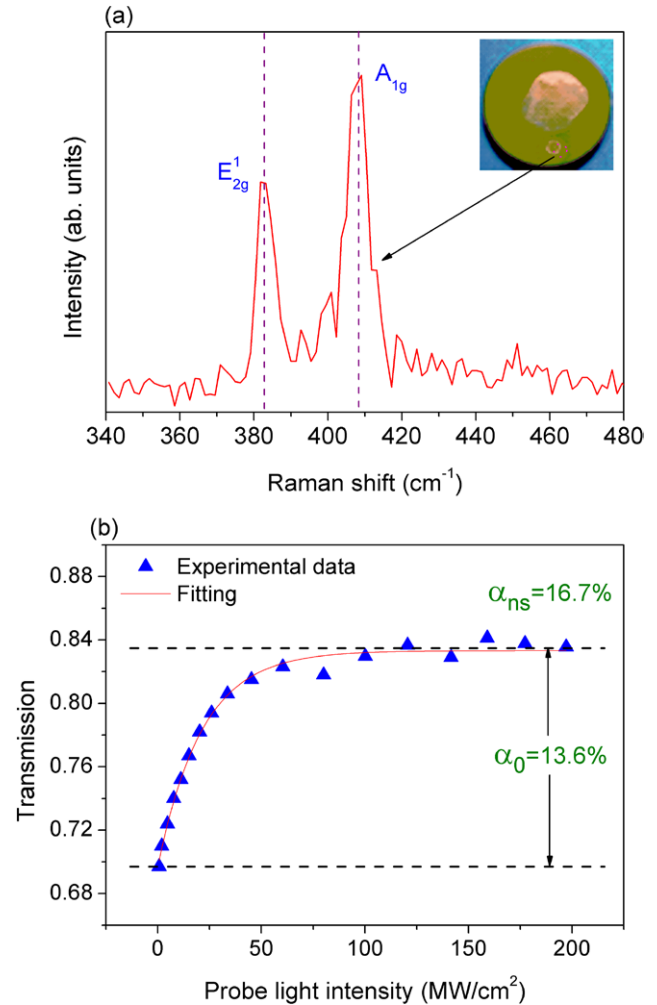 (a)
A1g
E¹2g
Intensity (ab. units)
340 360 380 400 420 440 460 480
Raman shift (cm⁻¹)
(b)
Experimental data
Fitting
αns=16.7%
α0=13.6%
0.88
0.84
0.80
0.76
0.72
0.68
Transmission
0 50 100 150 200
Probe light intensity (MW/cm²)